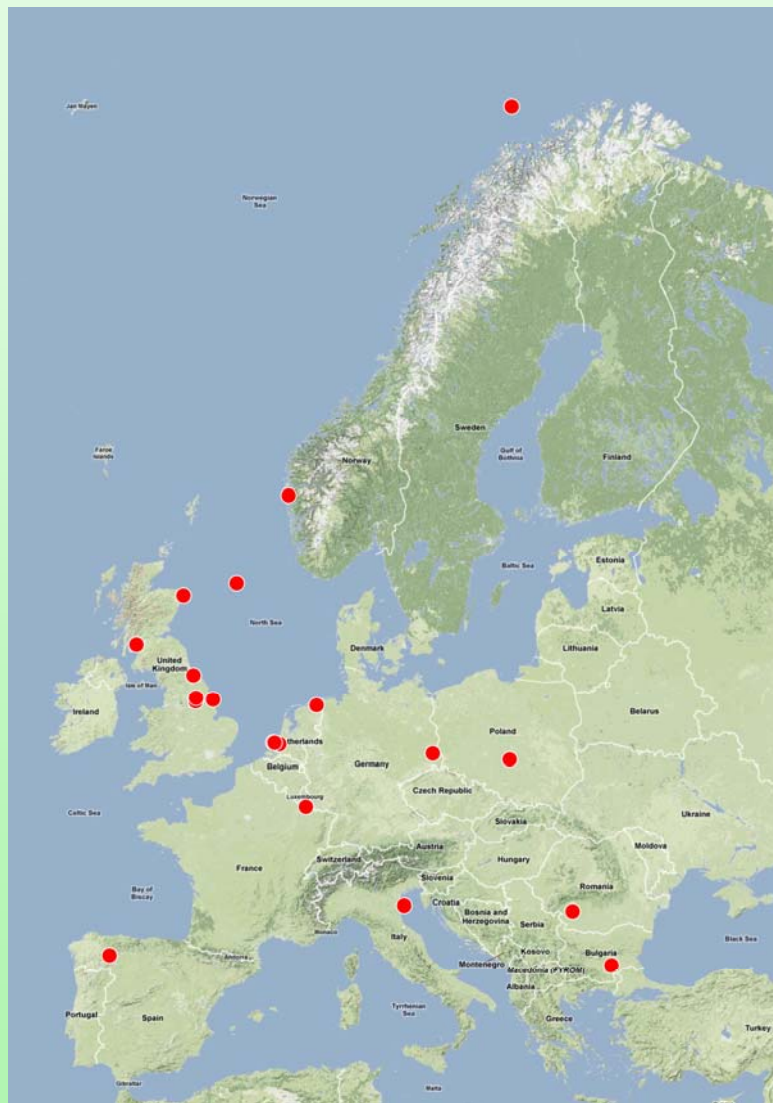 Jan Mayen
Norwegian
Sea
Faroe
Islands
Norway
Sweden
Gulf of
Bothnia
Finland
Estonia
Baltic Sea
Latvia
North Sea
Denmark
Lithuania
United
Kingdom
Isle of Man
Ireland
Belarus
therlands
Poland
Belgium
Germany
Luxembourg
Czech Republic
Celtic Sea
Ukraine
Slovakia
Moldova
Austria
Switzerland
Hungary
France
Slovenia
Romania
Bay of
Biscay
Croatia
Bosnia and
Herzegovina
Serbia
Monaco
Italy
Black Sea
Andorra
Kosovo
Bulgaria
Montenegro
Macedonia (FYROM)
Albania
Portugal
Spain
Tyrrhenian
Sea
Greece
Turkey
Gibraltar
Malta